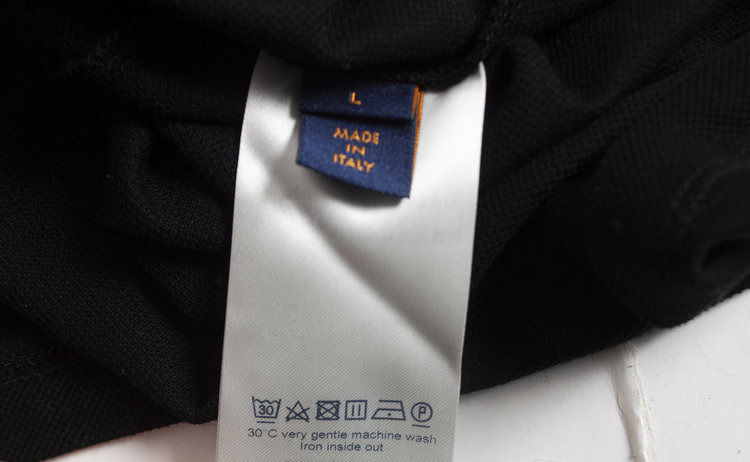 L
MADE
IN
ITALY
30
P
30°C very gentle machine wash
Iron inside out